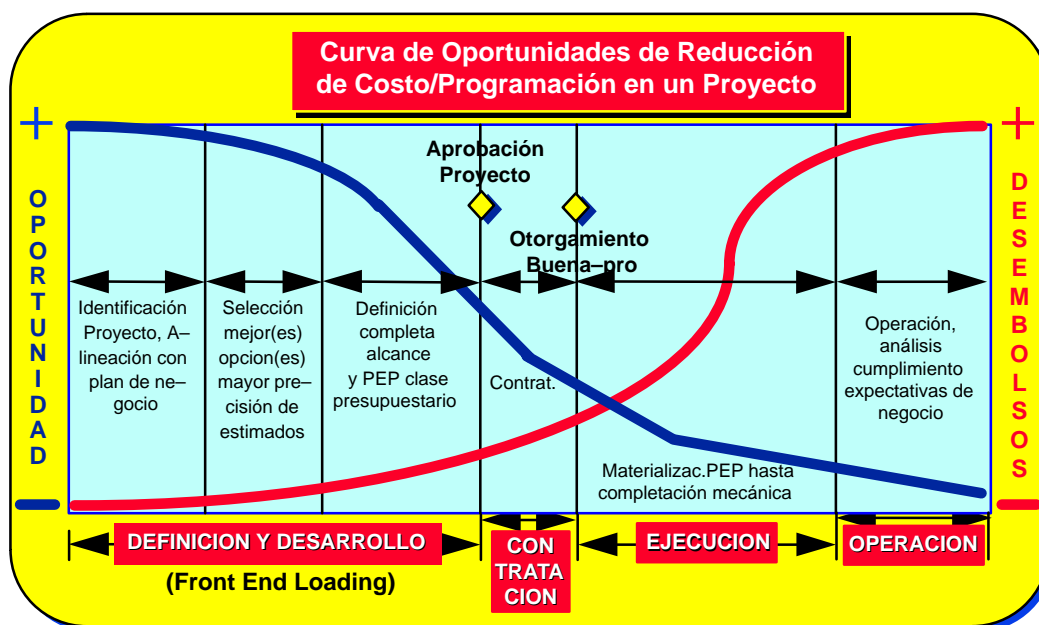 Curva de Oportunidades de Reducción
de Costo/Programación en un Proyecto
+
OPORTUNIDAD
–
Aprobación
Proyecto
Otorgamiento
Buena–pro
Identificación
Proyecto, A–
lineación con
plan de ne–
gocio
Selección
mejor(es)
opcion(es)
mayor pre–
cisión de
estimados
Definición
completa
alcance
y PEP clase
presupuestario
Contrat.
Materializac.PEP hasta
completación mecánica
Operación,
análisis
cumplimiento
expectativas de
negocio
+
DESEMBOLSOS
–
DEFINICION Y DESARROLLO
(Front End Loading)
CON
TRATA
CION
EJECUCION
OPERACION